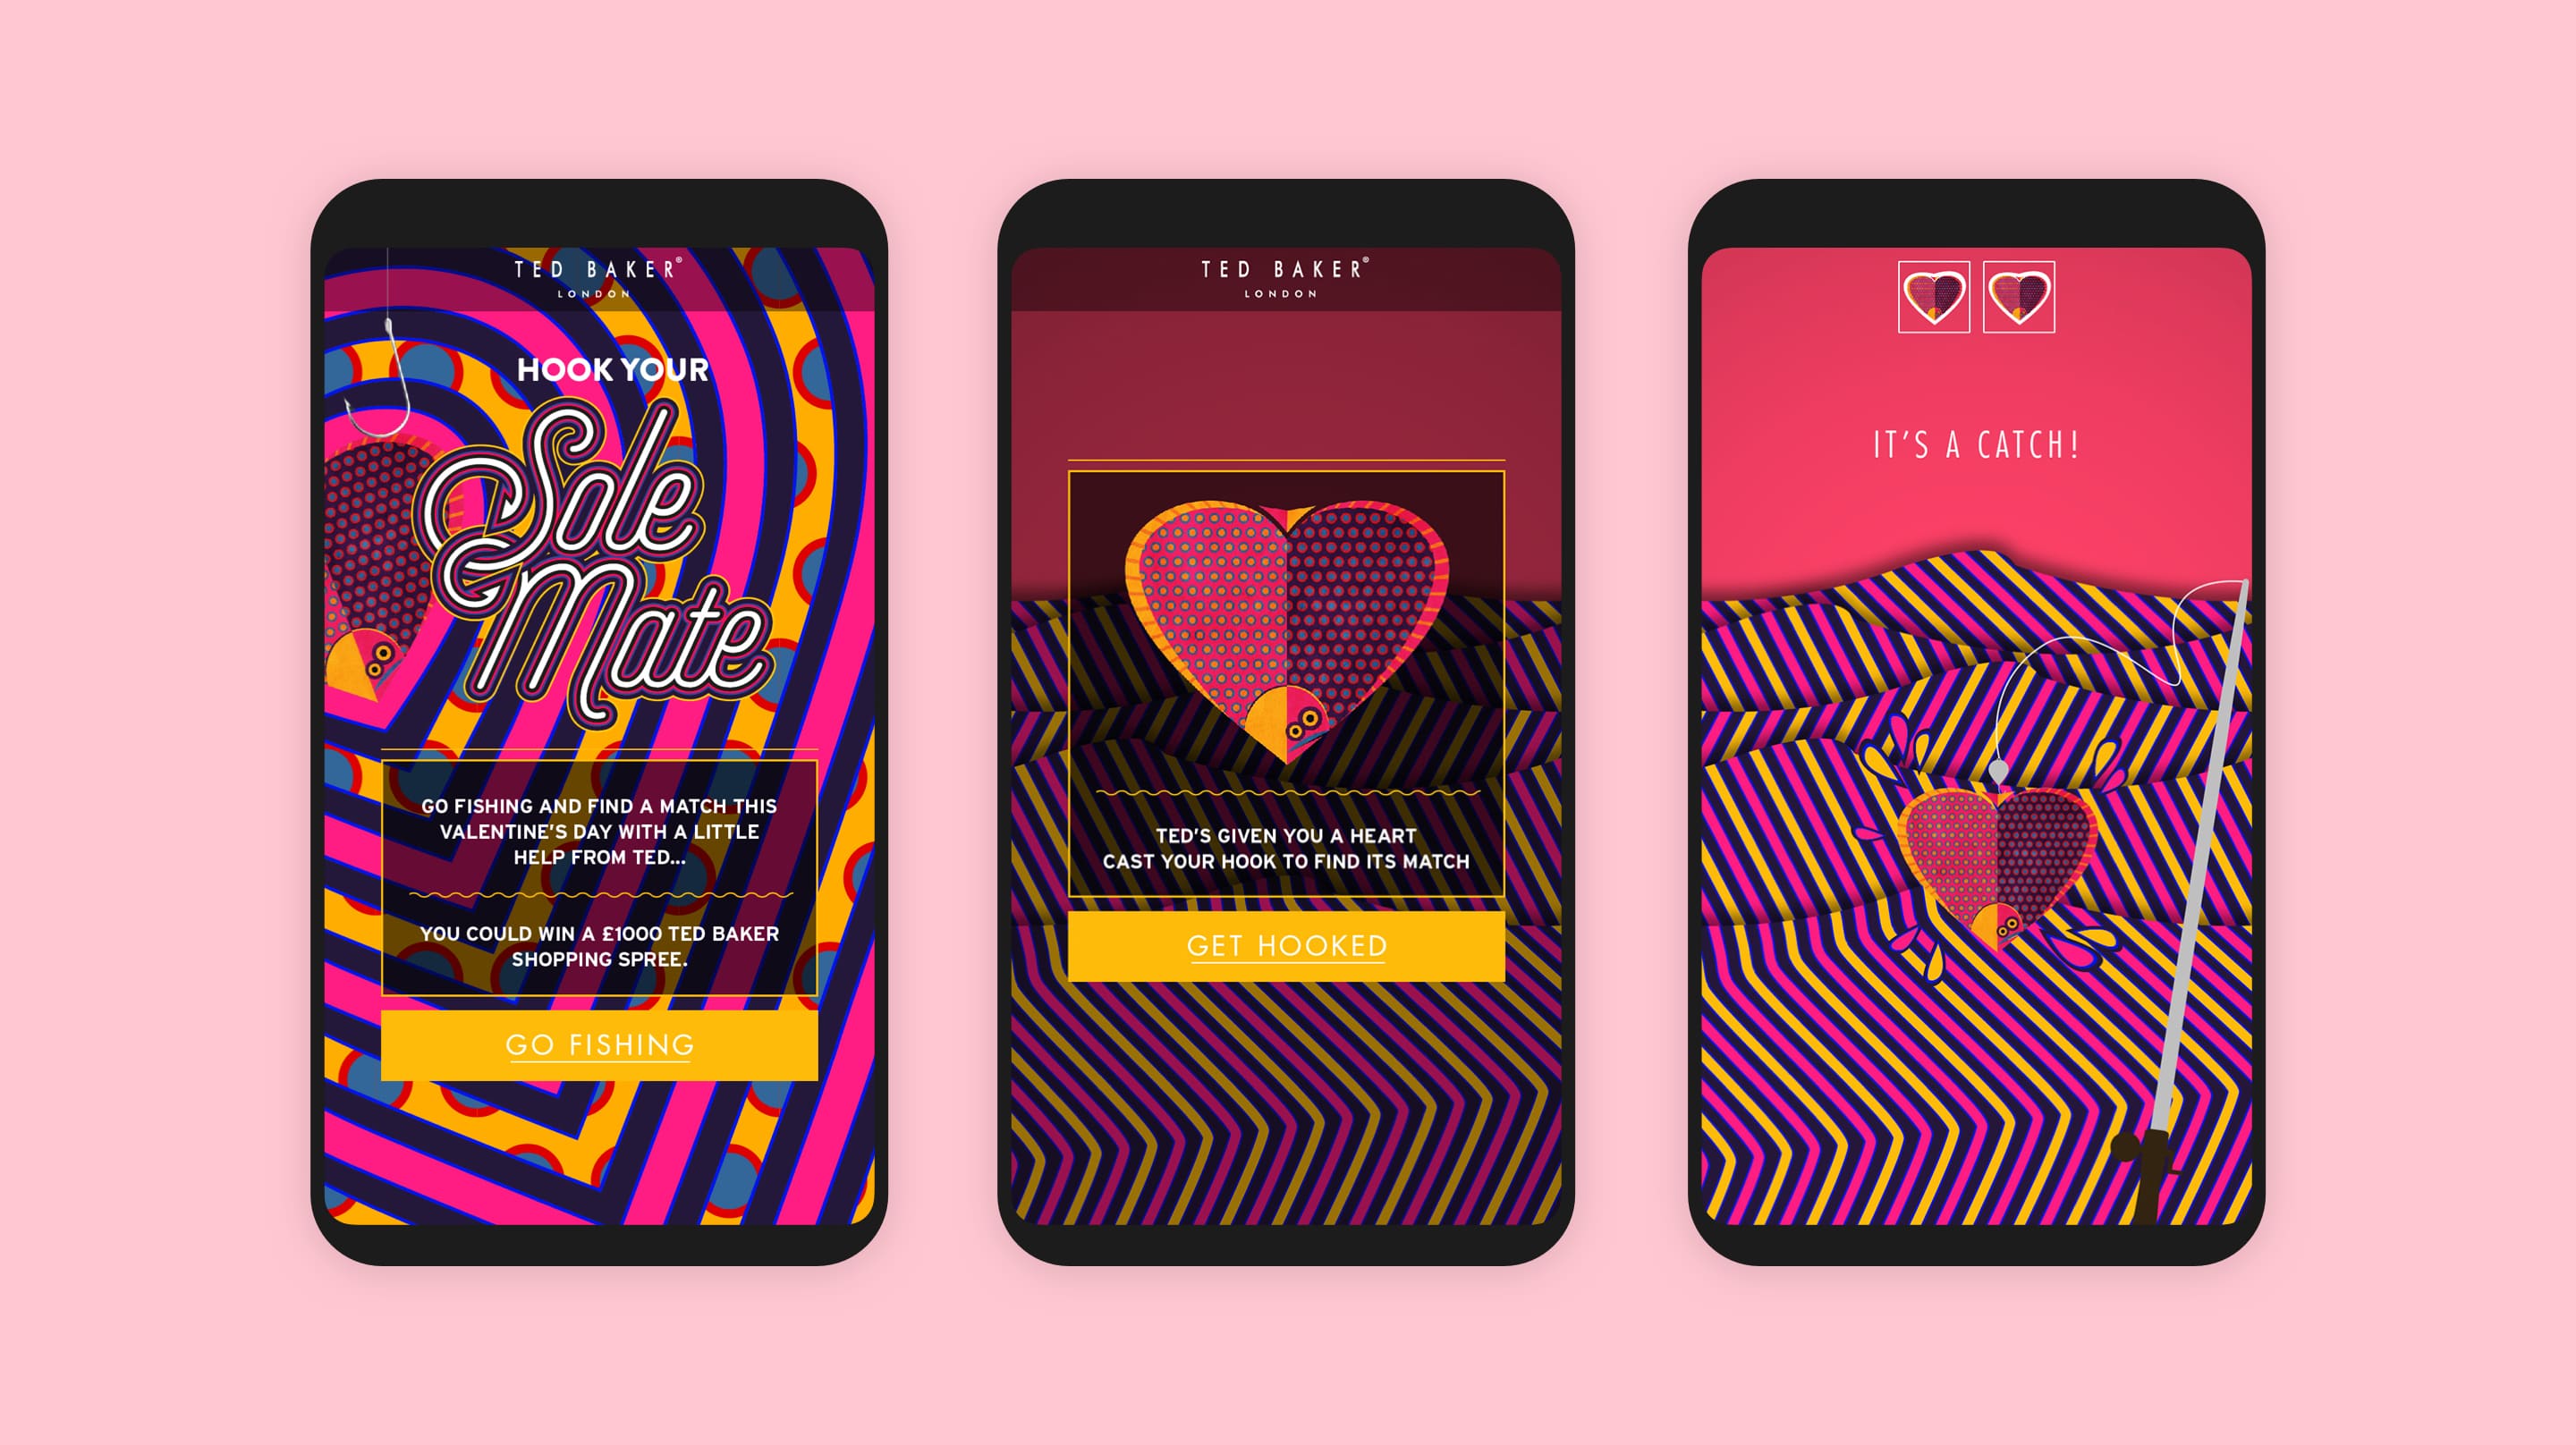 TED BAKER®
LONDON
HOOK YOUR
Sole
Mate
GO FISHING AND FIND A MATCH THIS
VALENTINE'S DAY WITH A LITTLE
HELP FROM TED...
YOU COULD WIN A £1000 TED BAKER
SHOPPING SPREE.
GO FISHING
TED BAKER®
LONDON
TED'S GIVEN YOU A HEART
CAST YOUR HOOK TO FIND ITS MATCH
GET HOOKED
IT'S A CATCH!